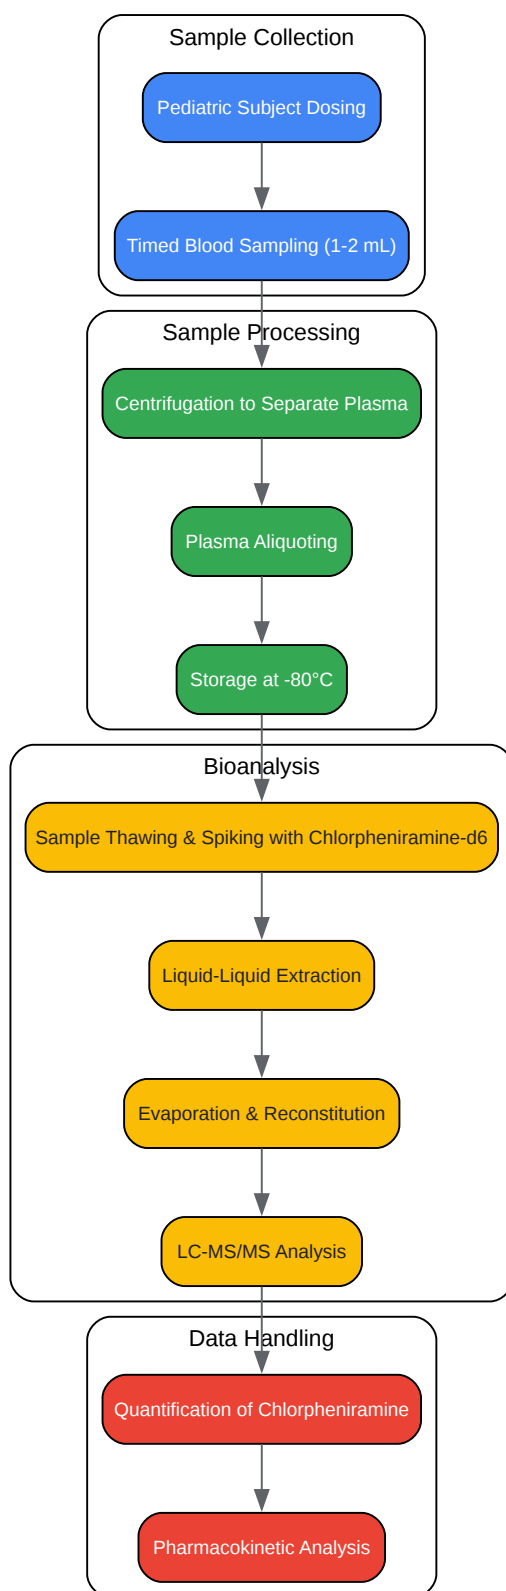 Sample Collection
Pediatric Subject Dosing
Timed Blood Sampling (1-2 mL)
Sample Processing
Centrifugation to Separate Plasma
Plasma Aliquoting
Storage at -80°C
Bioanalysis
Sample Thawing & Spiking with Chlorpheniramine-d6
Liquid-Liquid Extraction
Evaporation & Reconstitution
LC-MS/MS Analysis
Data Handling
Quantification of Chlorpheniramine
Pharmacokinetic Analysis